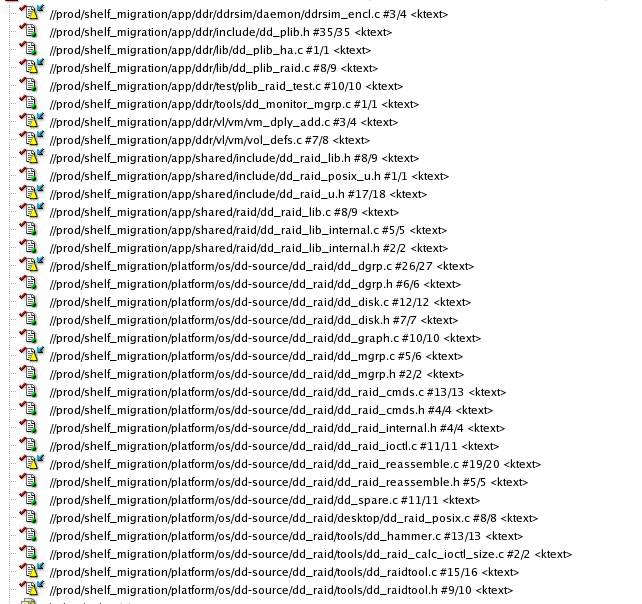 //prod/shelf_migration/app/ddr/ddrsim/daemon/ddrsim_encl.c #3/4 <ktext>
//prod/shelf_migration/app/ddr/include/dd_plib.h #35/35 <ktext>
//prod/shelf_migration/app/ddr/lib/dd_plib_ha.c #1/1 <ktext>
//prod/shelf_migration/app/ddr/lib/dd_plib_raid.c #8/9 <ktext>
//prod/shelf_migration/app/ddr/test/plib_raid_test.c #10/10 <ktext>
//prod/shelf_migration/app/ddr/tools/dd_monitor_mgrp.c #1/1 <ktext>
//prod/shelf_migration/app/ddr/vl/vm/vm_dply_add.c #3/4 <ktext>
//prod/shelf_migration/app/ddr/vl/vm/vol_defs.c #7/8 <ktext>
//prod/shelf_migration/app/shared/include/dd_raid_lib.h #8/9 <ktext>
//prod/shelf_migration/app/shared/include/dd_raid_posix_u.h #1/1 <ktext>
//prod/shelf_migration/app/shared/include/dd_raid_u.h #17/18 <ktext>
//prod/shelf_migration/app/shared/raid/dd_raid_lib.c #8/9 <ktext>
//prod/shelf_migration/app/shared/raid/dd_raid_lib_internal.c #5/5 <ktext>
//prod/shelf_migration/app/shared/raid/dd_raid_lib_internal.h #2/2 <ktext>
//prod/shelf_migration/platform/os/dd-source/dd_raid/dd_dgrp.c #26/27 <ktext>
//prod/shelf_migration/platform/os/dd-source/dd_raid/dd_dgrp.h #6/6 <ktext>
//prod/shelf_migration/platform/os/dd-source/dd_raid/dd_disk.c #12/12 <ktext>
//prod/shelf_migration/platform/os/dd-source/dd_raid/dd_disk.h #7/7 <ktext>
//prod/shelf_migration/platform/os/dd-source/dd_raid/dd_graph.c #10/10 <ktext>
//prod/shelf_migration/platform/os/dd-source/dd_raid/dd_mgrp.c #5/6 <ktext>
//prod/shelf_migration/platform/os/dd-source/dd_raid/dd_mgrp.h #2/2 <ktext>
//prod/shelf_migration/platform/os/dd-source/dd_raid/dd_raid_cmds.c #13/13 <ktext>
//prod/shelf_migration/platform/os/dd-source/dd_raid/dd_raid_cmds.h #4/4 <ktext>
//prod/shelf_migration/platform/os/dd-source/dd_raid/dd_raid_internal.h #4/4 <ktext>
//prod/shelf_migration/platform/os/dd-source/dd_raid/dd_raid_ioctl.c #11/11 <ktext>
//prod/shelf_migration/platform/os/dd-source/dd_raid/dd_raid_reassemble.c #19/20 <ktext>
//prod/shelf_migration/platform/os/dd-source/dd_raid/dd_raid_reassemble.h #5/5 <ktext>
//prod/shelf_migration/platform/os/dd-source/dd_raid/dd_spare.c #11/11 <ktext>
//prod/shelf_migration/platform/os/dd-source/dd_raid/desktop/dd_raid_posix.c #8/8 <ktext>
//prod/shelf_migration/platform/os/dd-source/dd_raid/tools/dd_hammer.c #13/13 <ktext>
//prod/shelf_migration/platform/os/dd-source/dd_raid/tools/dd_raid_calc_ioctl_size.c #2/2 <ktext>
//prod/shelf_migration/platform/os/dd-source/dd_raid/tools/dd_raidtool.c #15/16 <ktext>
//prod/shelf_migration/platform/os/dd-source/dd_raid/tools/dd_raidtool.h #9/10 <ktext>